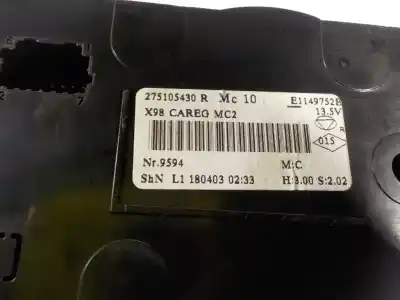 275105430 R Mc 10 E1149752E
X98 CAREG MC2 13.5V
R
015
Nr.9594 M:C
ShN L1 180403 02:33 H:3.00 S:2.02
7